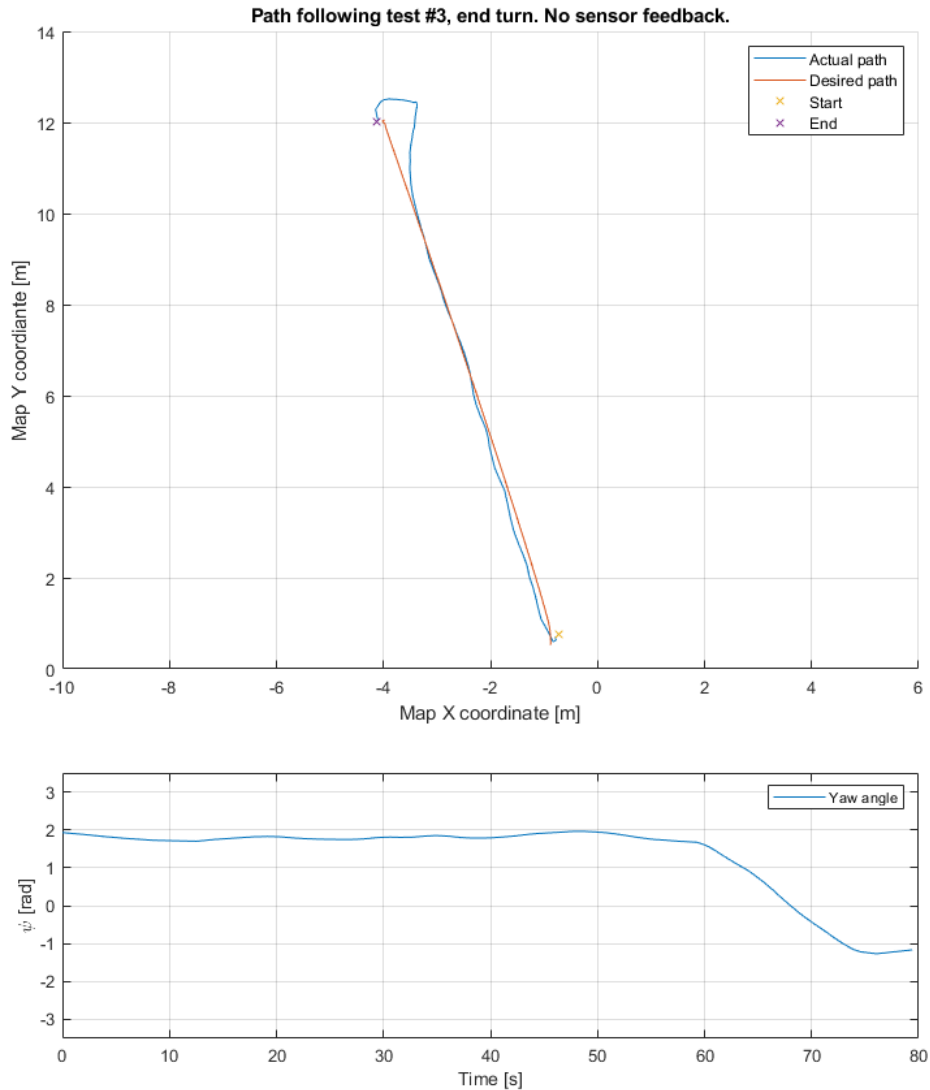 Path following test #3, end turn. No sensor feedback.
14
12
10
8
6
4
2
0
Map Y coordiante [m]
Actual path
Desired path
Start
End
-10 -8 -6 -4 -2 0 2 4 6
Map X coordinate [m]
3
2
1
0
-1
-2
-3
ψ [rad]
Yaw angle
0 10 20 30 40 50 60 70 80
Time [s]